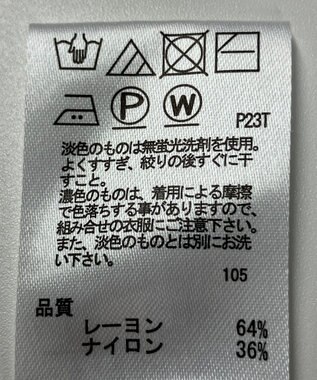 P W P23T
淡色のものは無蛍光洗剤を使用。
よくすすぎ、絞りの後すぐに干
すこと。
濃色のものは、着用による摩擦
で色落ちする事がありますので、
組み合せの衣服にご注意下さい。
また、淡色のものとは別にお洗
い下さい。
105
品質
レーヨン 64%
ナイロン 36%